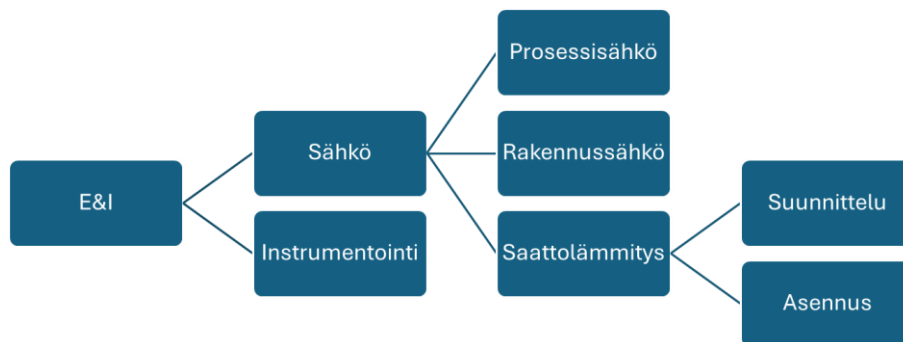 E&I
Sähkö
Instrumentointi
Prosessisähkö
Rakennussähkö
Saattolämmitys
Suunnittelu
Asennus